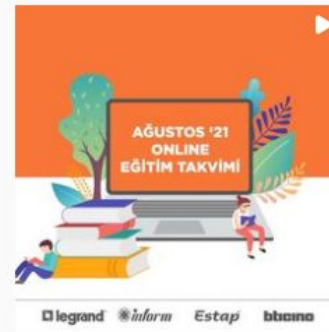 AĞUSTOS '21
ONLINE
EĞİTİM TAKVİMİ
legrand inform Estap bticino